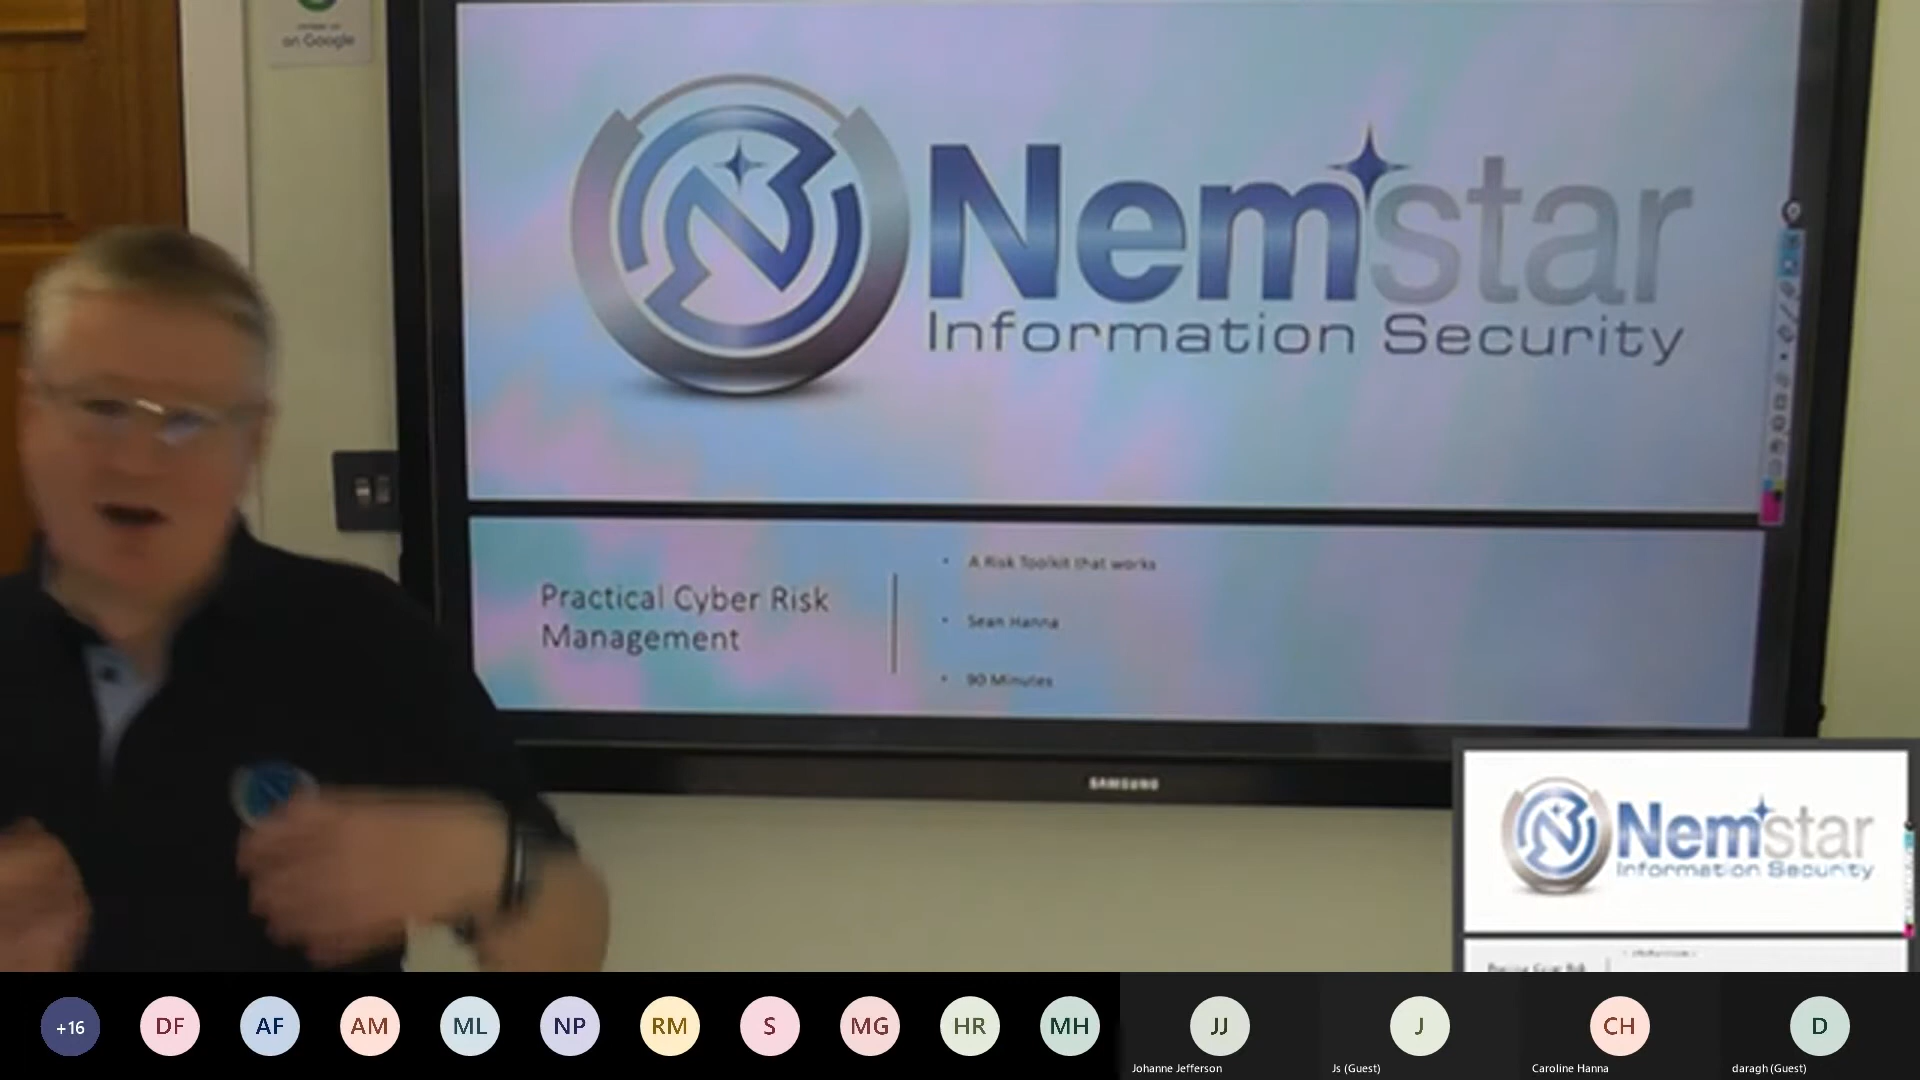 on Google
Nemstar
Information Security
Practical Cyber Risk
Management
• A Risk Toolkit that works
• Sean Hanna
• 90 Minutes
SAMSUNG
Nemstar
Information Security
+16
DF
AF
AM
ML
NP
RM
S
MG
HR
MH
JJ
J
CH
D
Johanne Jefferson
Js (Guest)
Caroline Hanna
daragh (Guest)